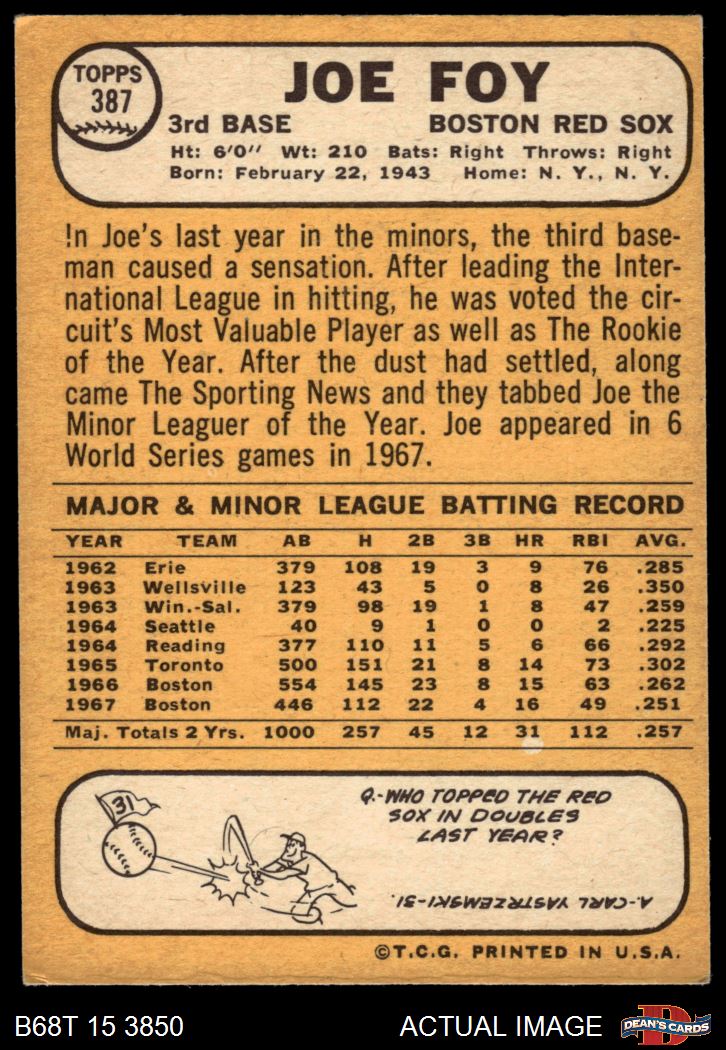 TOPPS
387
JOE FOY
3rd BASE BOSTON RED SOX
Ht: 6'0" Wt: 210 Bats: Right Throws: Right
Born: February 22, 1943 Home: N. Y., N. Y.
!n Joe's last year in the minors, the third base-
man caused a sensation. After leading the Inter-
national League in hitting, he was voted the cir-
cuit's Most Valuable Player as well as The Rookie
of the Year. After the dust had settled, along
came The Sporting News and they tabbed Joe the
Minor Leaguer of the Year. Joe appeared in 6
World Series games in 1967.
MAJOR & MINOR LEAGUE BATTING RECORD
YEAR TEAM AB H 2B 3B HR RBI AVG.
1962 Erie 379 108 19 3 9 76 .285
1963 Wellsville 123 43 5 0 8 26 .350
1963 Win.-Sal. 379 98 19 1 8 47 .259
1964 Seattle 40 9 1 0 0 2 .225
1964 Reading 377 110 11 5 6 66 .292
1965 Toronto 500 151 21 8 14 73 .302
1966 Boston 554 145 23 8 15 63 .262
1967 Boston 446 112 22 4 16 49 .251
Maj. Totals 2 Yrs. 1000 257 45 12 31 112 .257
31
Q.-WHO TOPPED THE RED
SOX IN DOUBLES
LAST YEAR?
A.-CARL YASTRZEMSKI-31.
©T.C.G. PRINTED IN U.S.A.
B68T 15 3850 ACTUAL IMAGE
D
DEAN'S CARDS